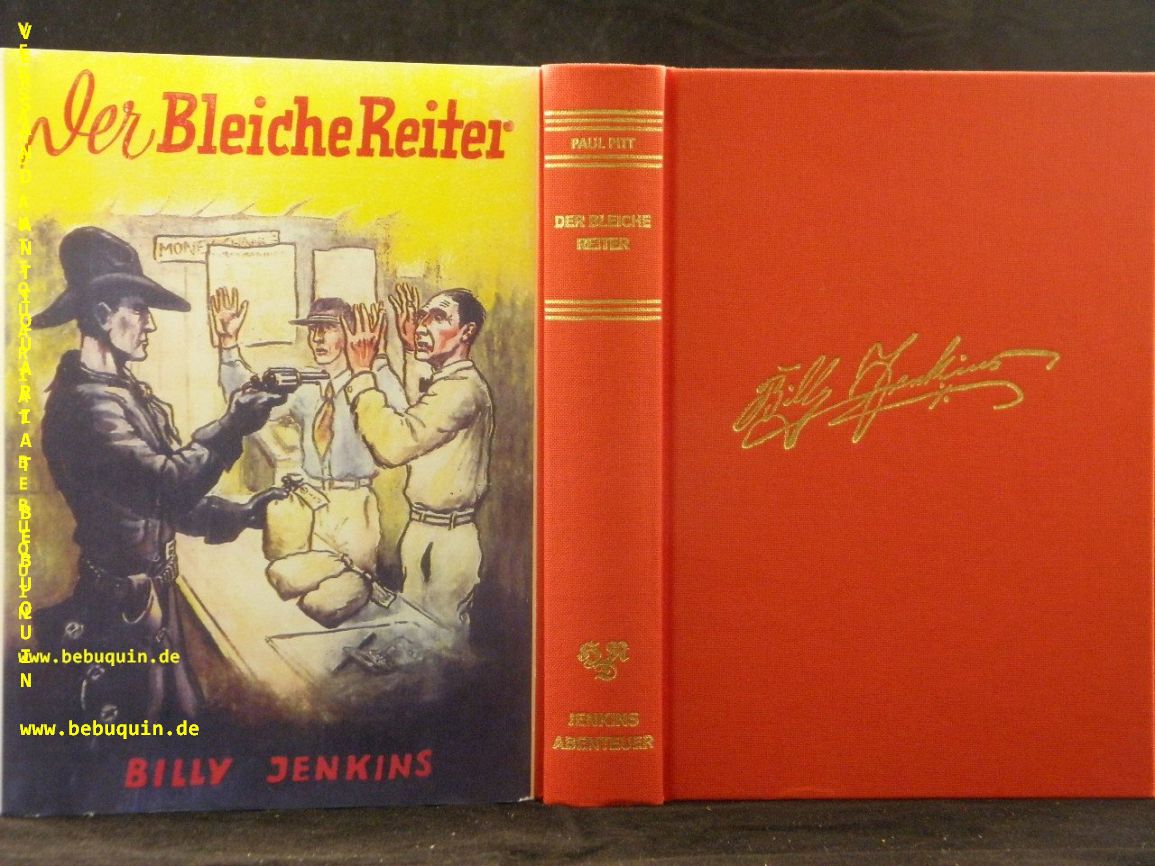 Der Bleiche Reiter
MONEY
BILLY JENKINS
PAUL PITT
DER BLEICHE
REITER
JENKINS
ABENTEUER
Billy Jenkins
www.bebuquin.de
www.bebuquin.de